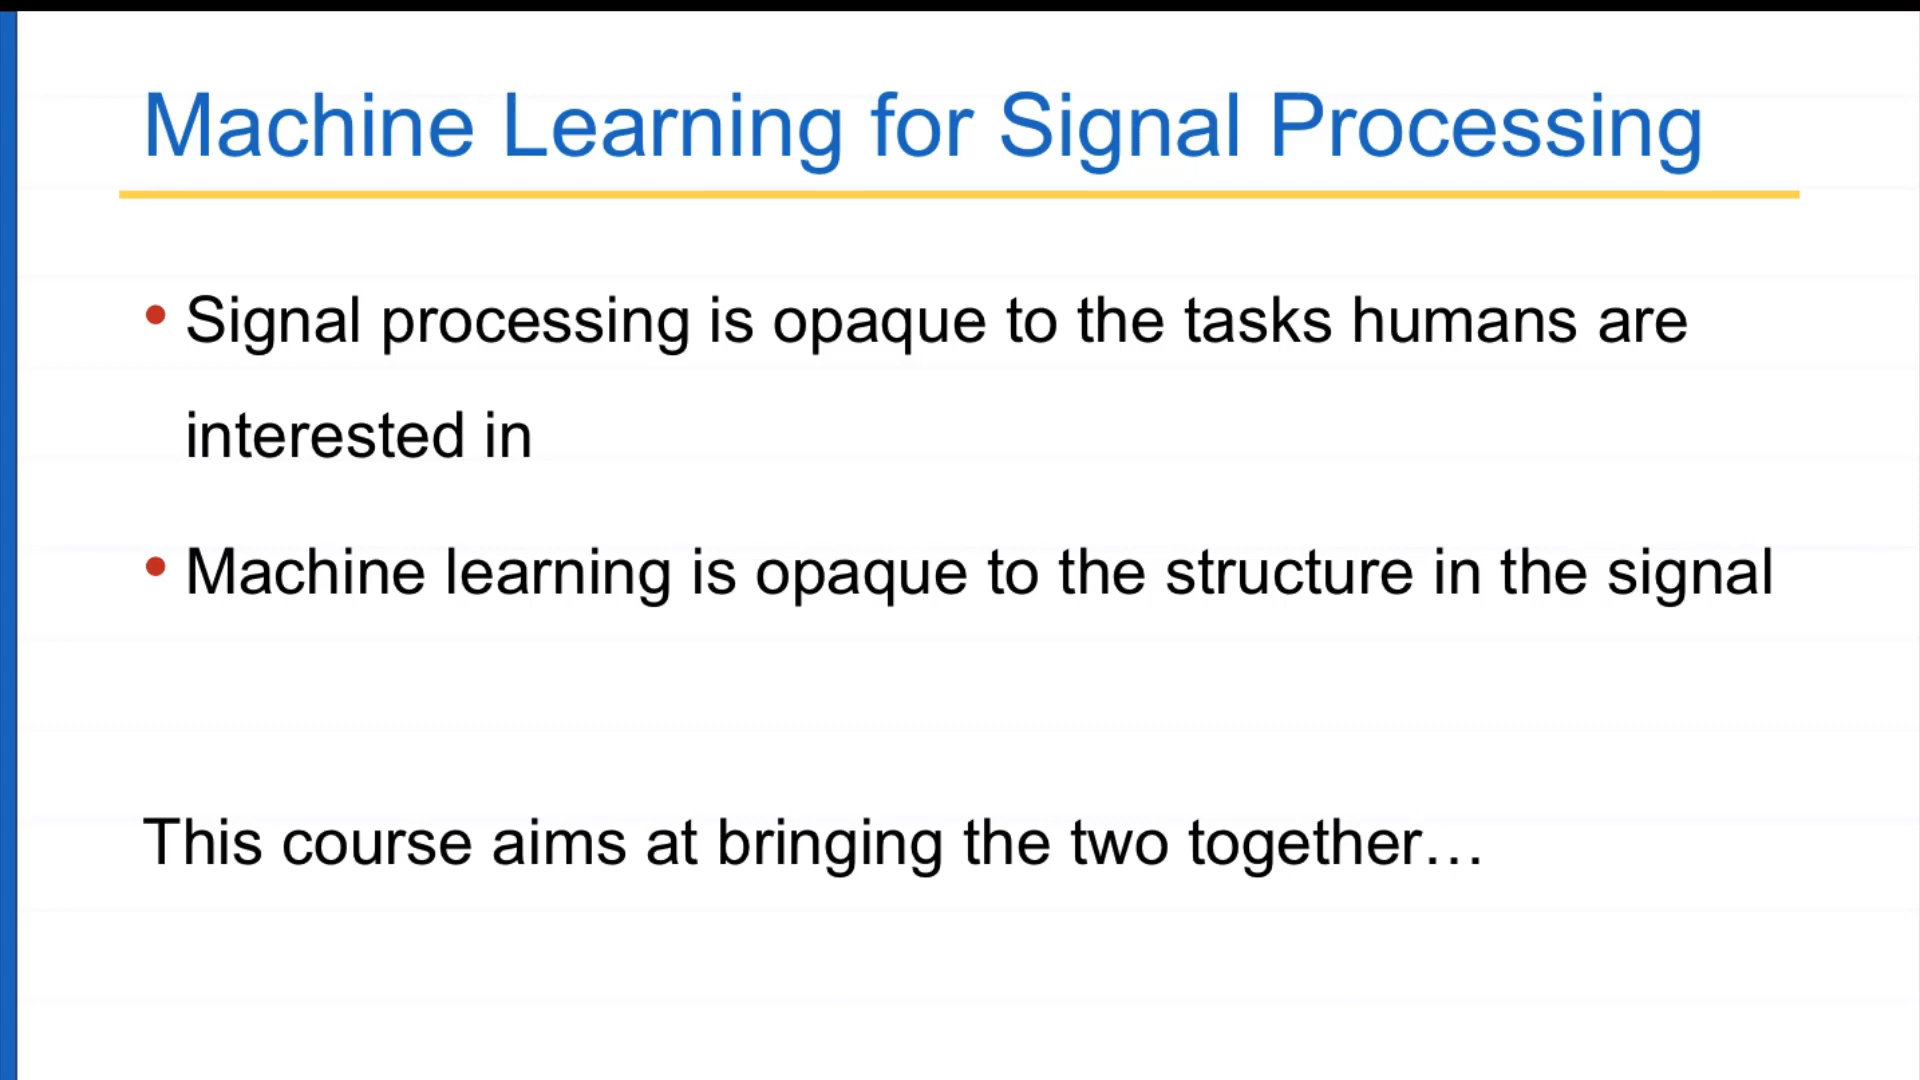 Machine Learning for Signal Processing
• Signal processing is opaque to the tasks humans are
interested in
• Machine learning is opaque to the structure in the signal
This course aims at bringing the two together…